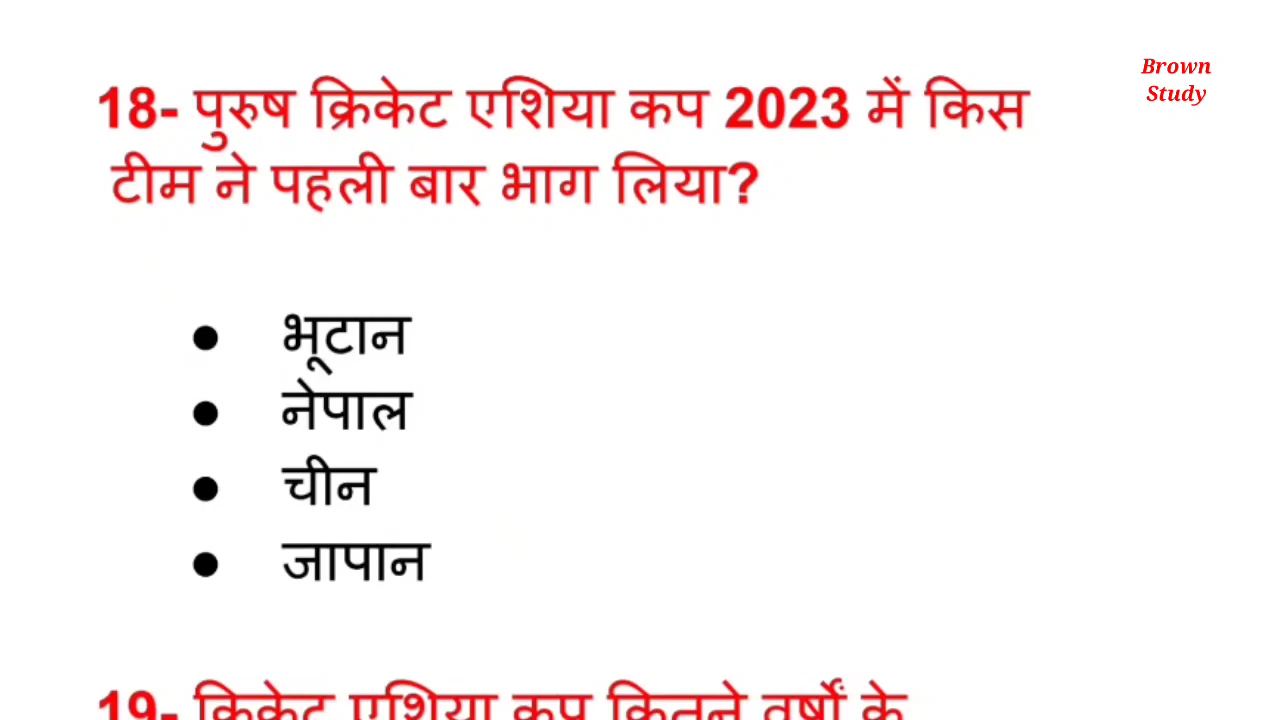 Brown
Study
18- पुरुष क्रिकेट एशिया कप 2023 में किस
टीम ने पहली बार भाग लिया?
● भूटान
● नेपाल
● चीन
● जापान
19- क्रिकेट एशिया कप कितने वर्षों के